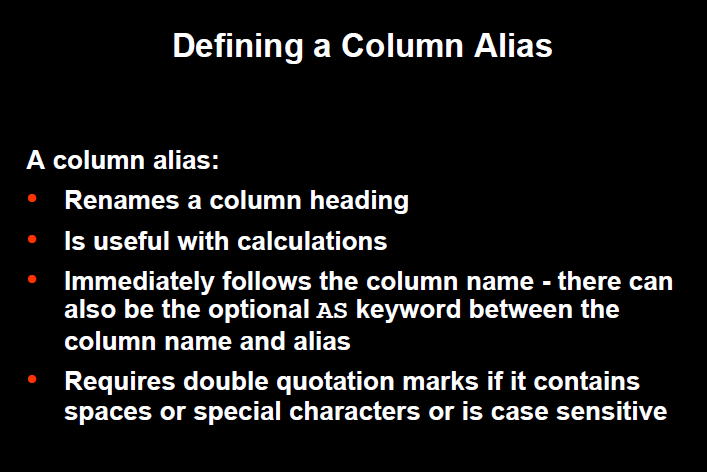 Defining a Column Alias
A column alias:
• Renames a column heading
• Is useful with calculations
• Immediately follows the column name - there can
also be the optional AS keyword between the
column name and alias
• Requires double quotation marks if it contains
spaces or special characters or is case sensitive